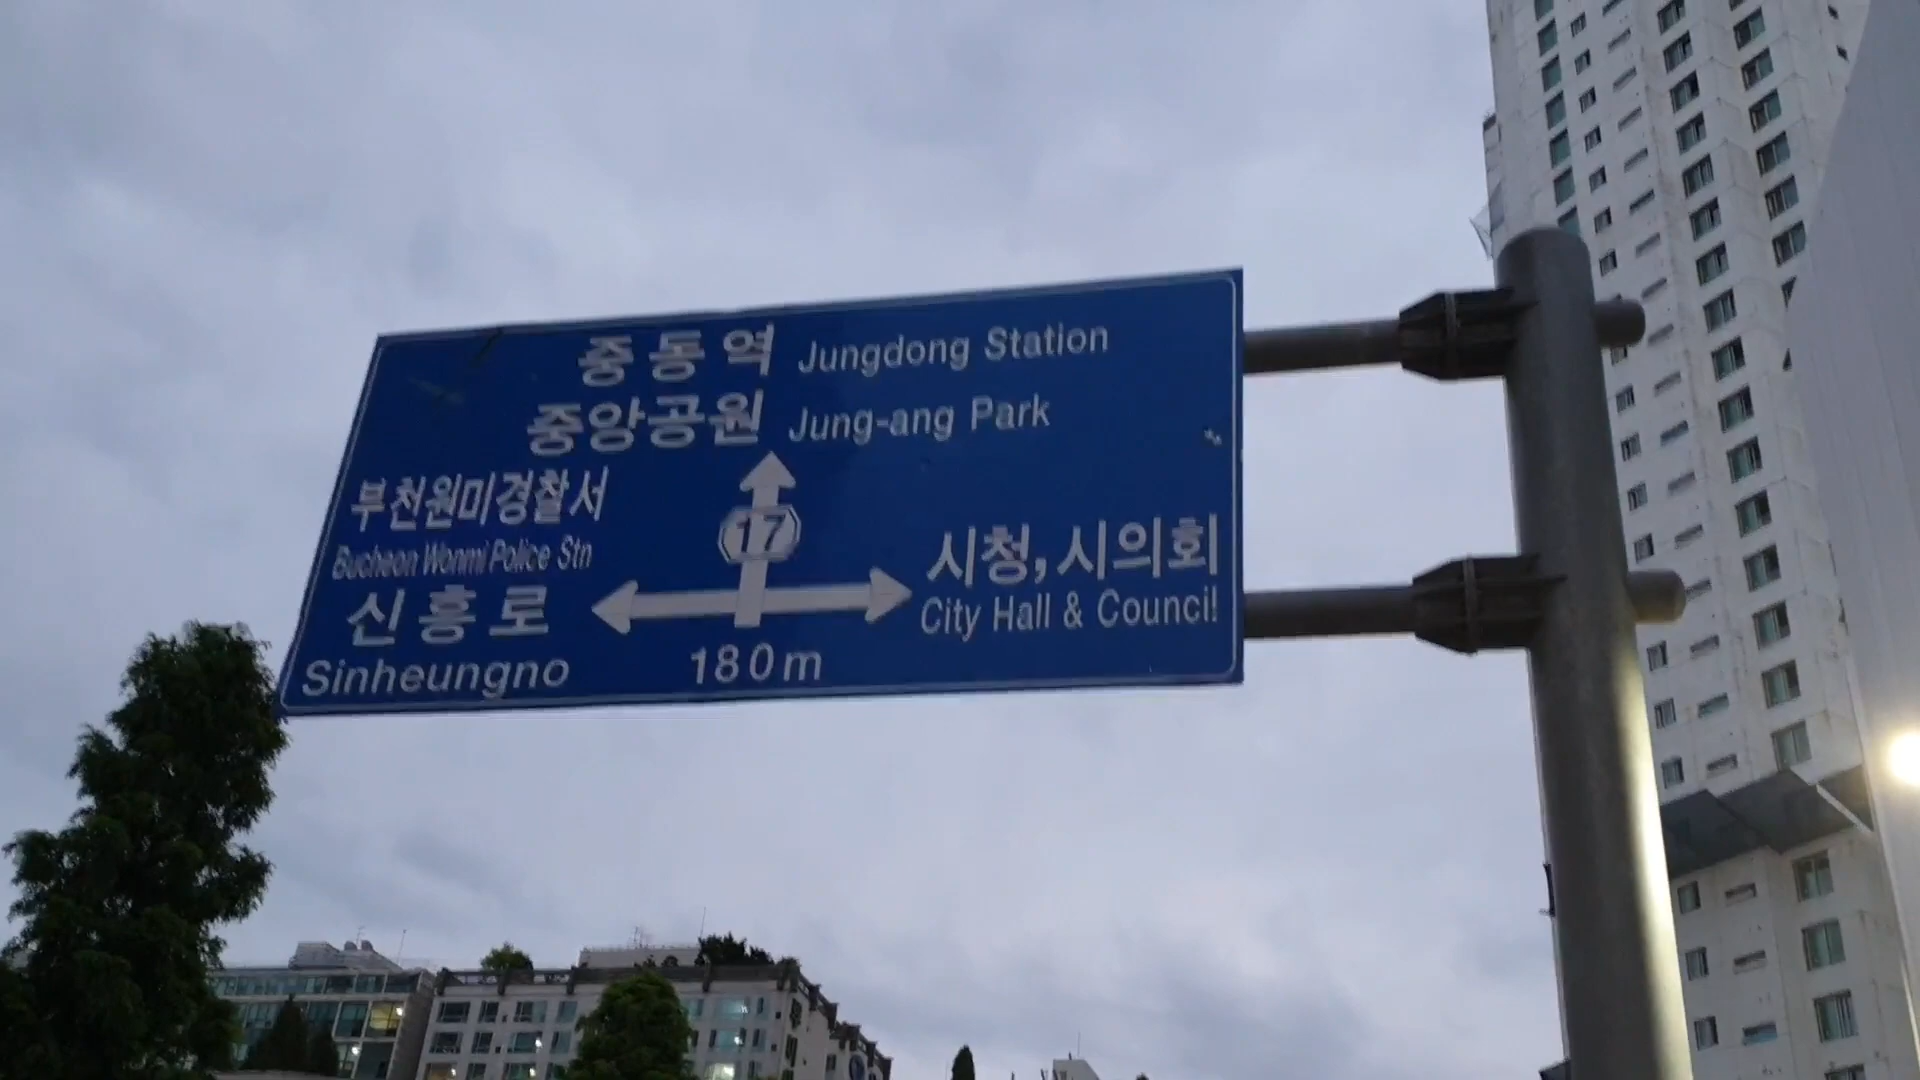 중동역 Jungdong Station
중앙공원 Jung-ang Park
부천원미경찰서
Bucheon Wonmi Police Stn
신흥로
Sinheungno
17
시청,시의회
City Hall & Council
180m